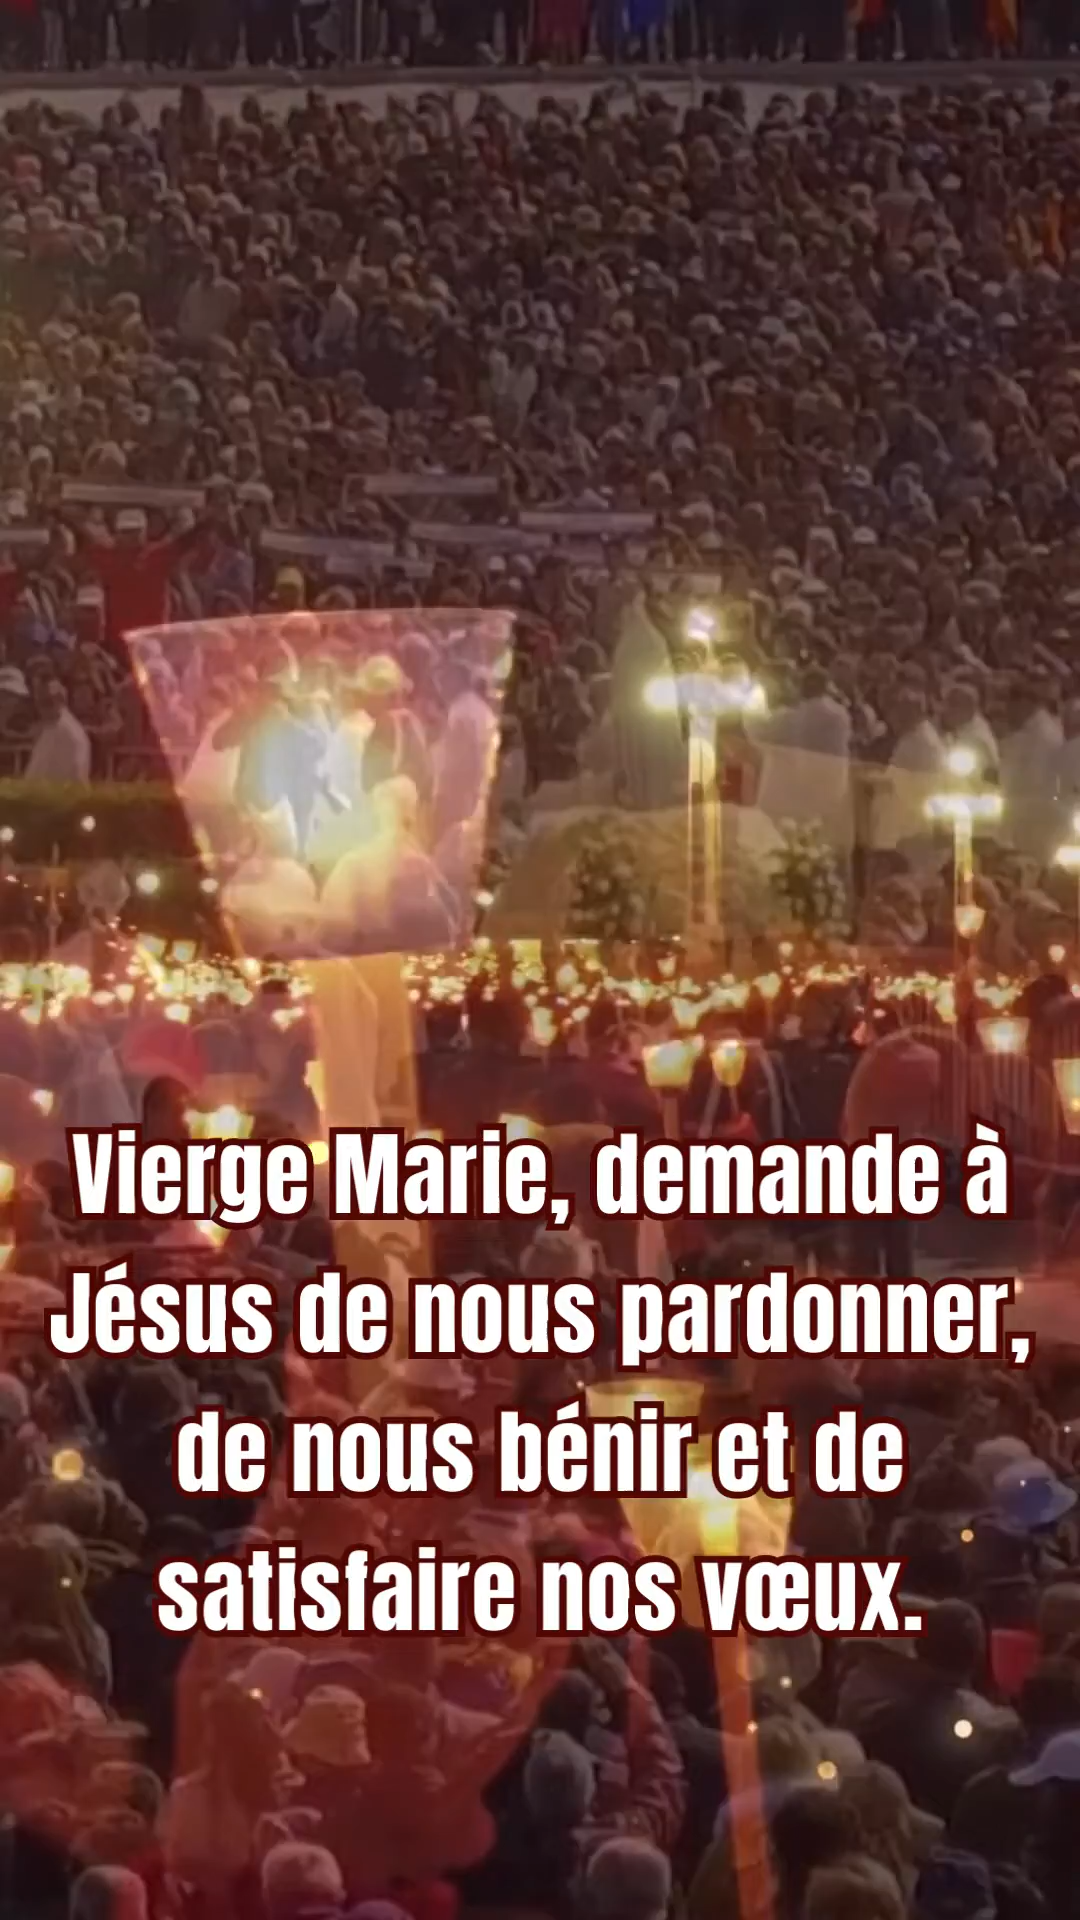 Vierge Marie, demande à
Jésus de nous pardonner,
de nous bénir et de
satisfaire nos vœux.